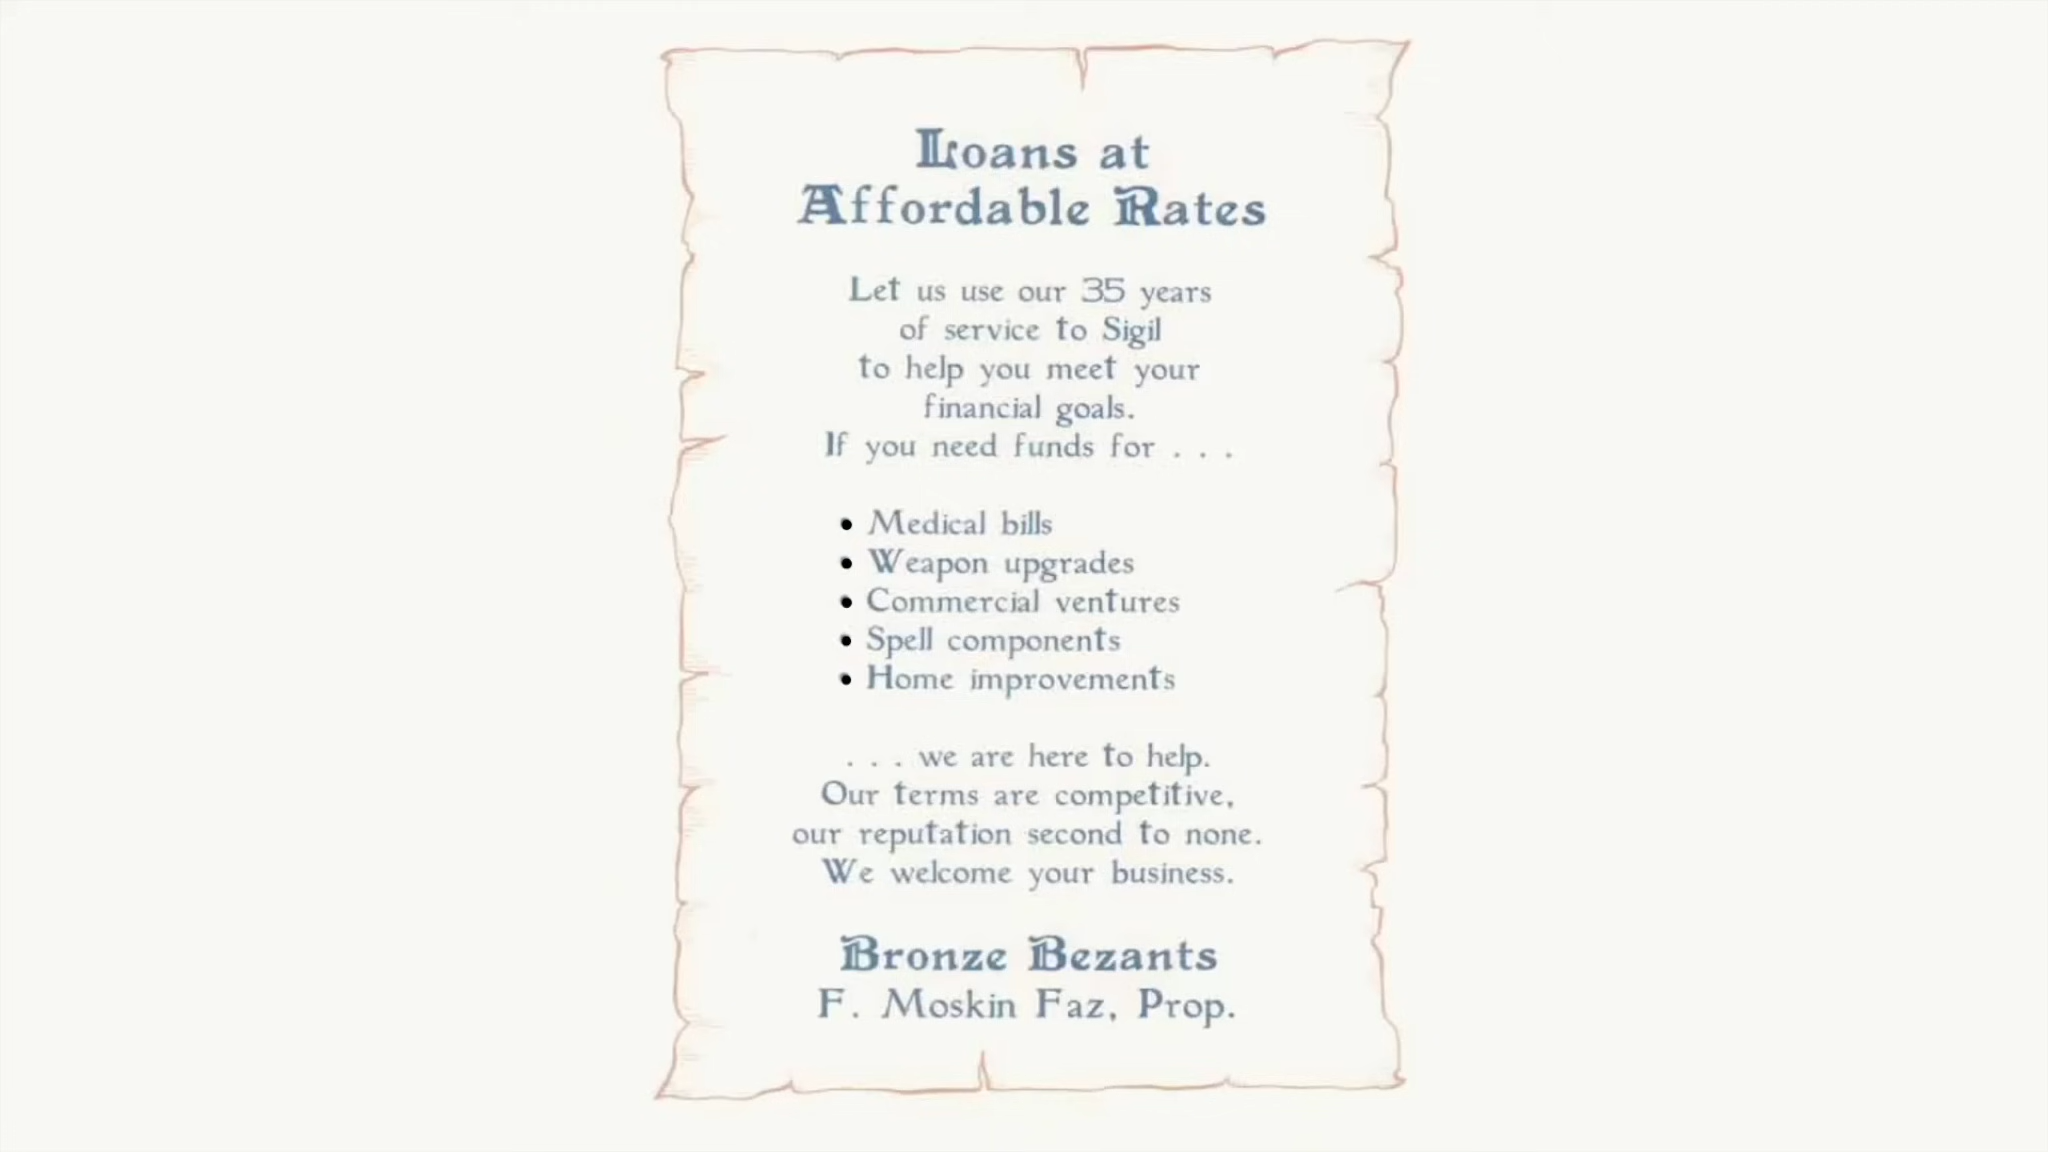 Loans at
Affordable Rates
Let us use our 35 years
of service to Sigil
to help you meet your
financial goals.
If you need funds for . . .
• Medical bills
• Weapon upgrades
• Commercial ventures
• Spell components
• Home improvements
. . . we are here to help.
Our terms are competitive,
our reputation second to none.
We welcome your business.
Bronze Bezants
F. Moskin Faz, Prop.